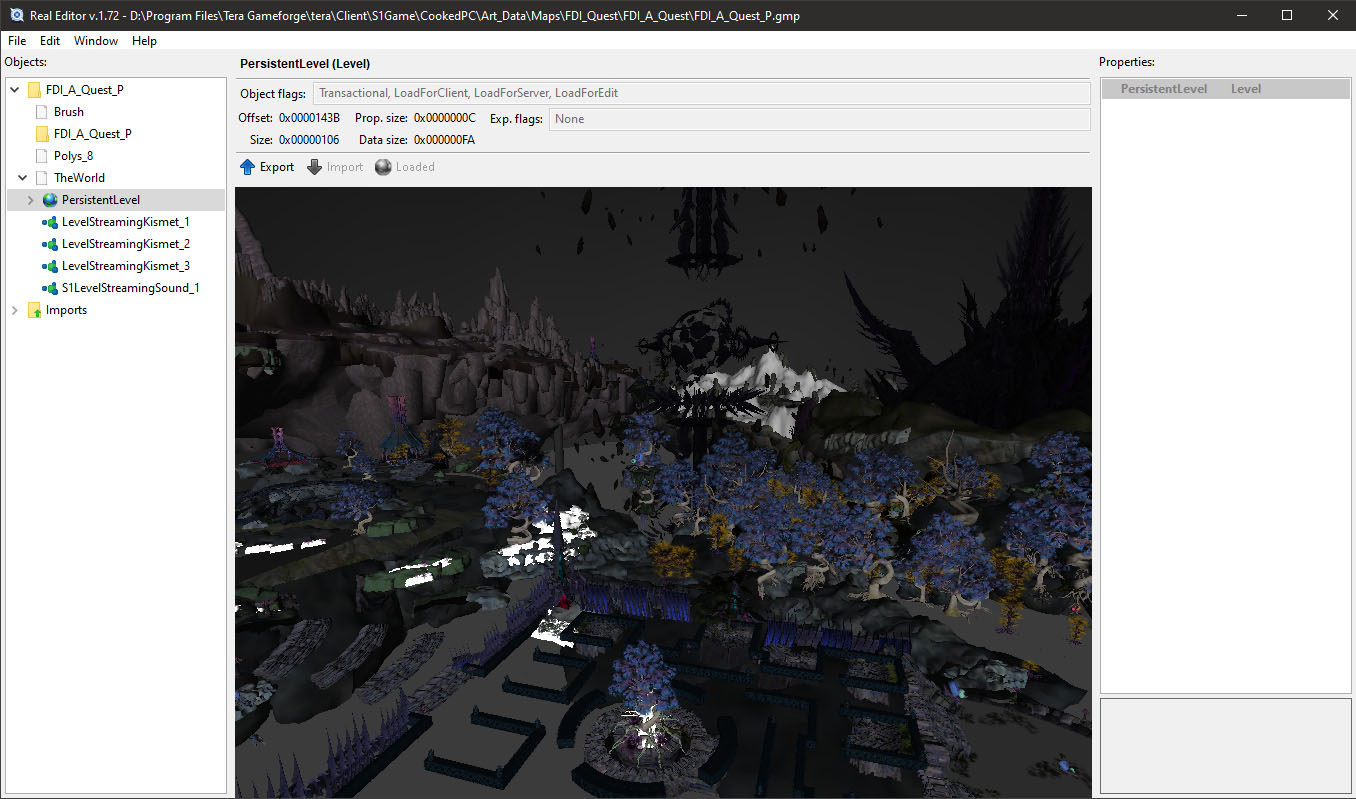 Real Editor v.1.72 - D:\Program Files\Tera Gameforge\tera\Client\S1Game\CookedPC\Art_Data\Maps\FDI_Quest\FDI_A_Quest\FDI_A_Quest_P.gmp
File Edit Window Help
Objects:
FDI_A_Quest_P
Brush
FDI_A_Quest_P
Polys_8
TheWorld
PersistentLevel
LevelStreamingKismet_1
LevelStreamingKismet_2
LevelStreamingKismet_3
S1LevelStreamingSound_1
Imports
PersistentLevel (Level)
Object flags: Transactional, LoadForClient, LoadForServer, LoadForEdit
Offset: 0x0000143B Prop. size: 0x0000000C Exp. flags: None
Size: 0x00000106 Data size: 0x000000FA
Export Import Loaded
Properties:
PersistentLevel Level